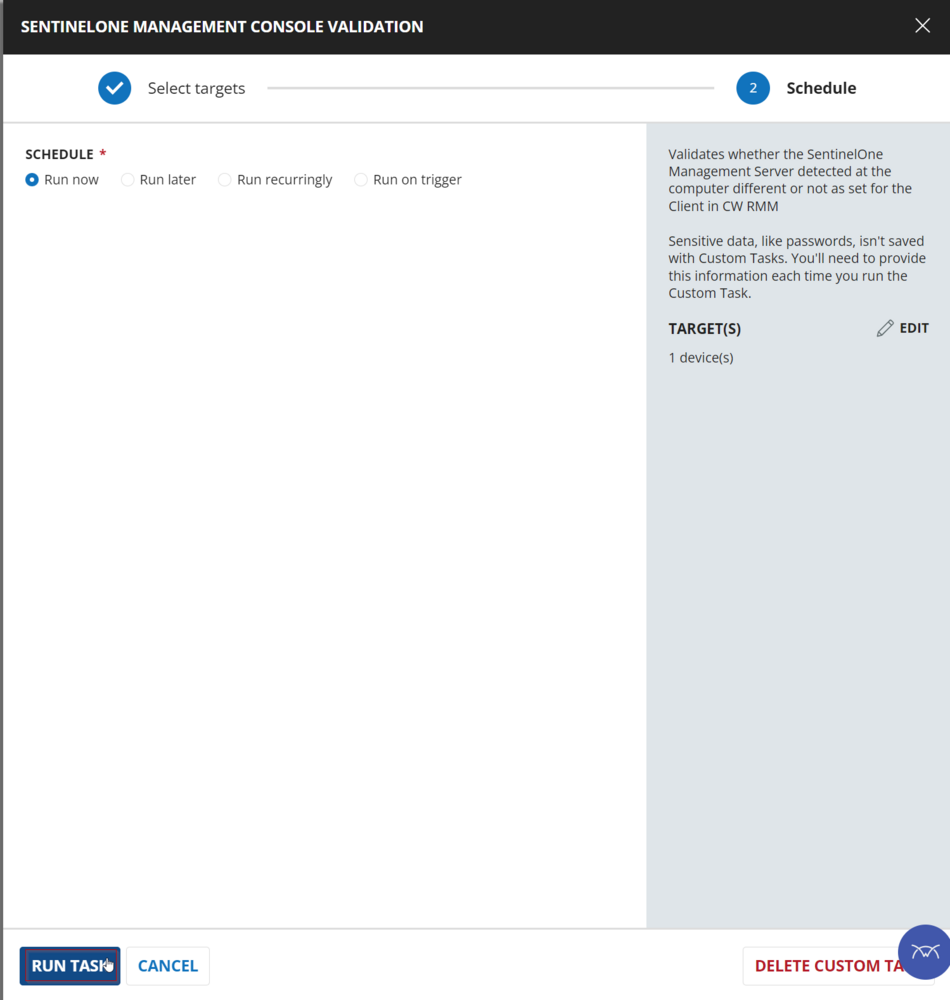 SENTINELONE MANAGEMENT CONSOLE VALIDATION
Select targets
2
Schedule
SCHEDULE *
Run now
Run later
Run recurringly
Run on trigger
Validates whether the SentinelOne
Management Server detected at the
computer different or not as set for the
Client in CW RMM
Sensitive data, like passwords, isn't saved
with Custom Tasks. You'll need to provide
this information each time you run the
Custom Task.
TARGET(S)
EDIT
1 device(s)
RUN TASK
CANCEL
DELETE CUSTOM TA